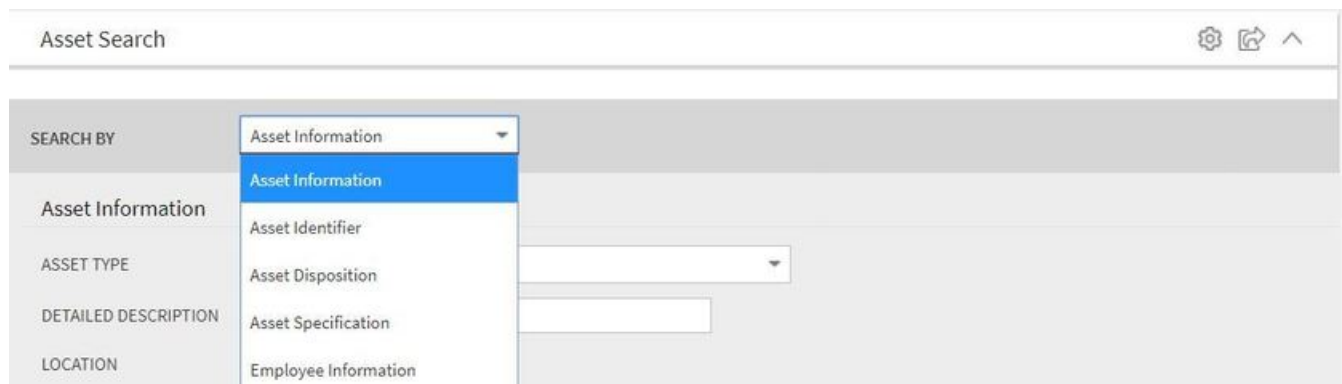 Asset Search
SEARCH BY
Asset Information
Asset Information
Asset Information
Asset Identifier
ASSET TYPE
Asset Disposition
DETAILED DESCRIPTION
Asset Specification
LOCATION
Employee Information